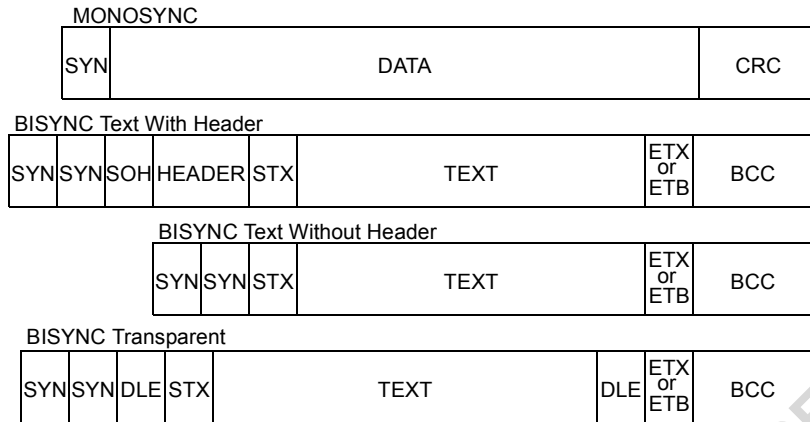 MONOSYNC
SYN DATA CRC
BISYNC Text With Header
SYN SYN SOH HEADER STX TEXT ETX or ETB BCC
BISYNC Text Without Header
SYN SYN STX TEXT ETX or ETB BCC
BISYNC Transparent
SYN SYN DLE STX TEXT DLE ETX or ETB BCC